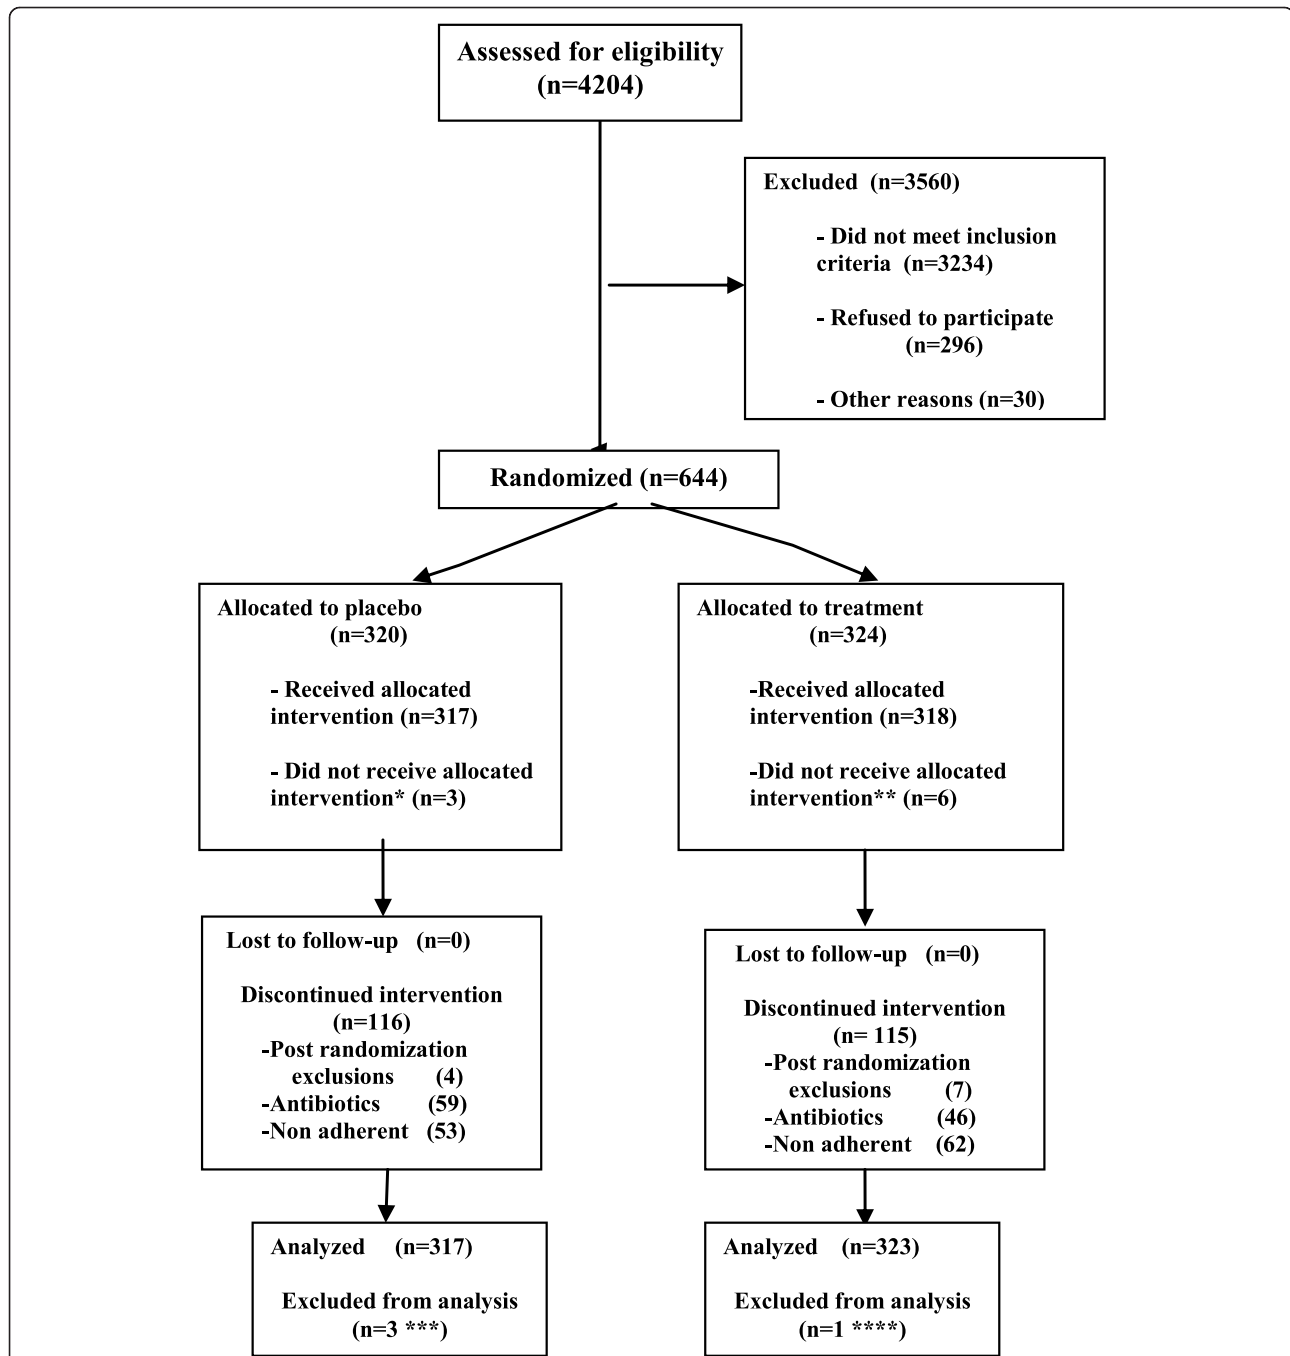 Assessed for eligibility
(n=4204)
Excluded (n=3560)
- Did not meet inclusion
criteria (n=3234)
- Refused to participate
(n=296)
- Other reasons (n=30)
Randomized (n=644)
Allocated to placebo
(n=320)
- Received allocated
intervention (n=317)
- Did not receive allocated
intervention* (n=3)
Allocated to treatment
(n=324)
-Received allocated
intervention (n=318)
-Did not receive allocated
intervention** (n=6)
Lost to follow-up (n=0)
Discontinued intervention
(n=116)
-Post randomization
exclusions (4)
-Antibiotics (59)
-Non adherent (53)
Lost to follow-up (n=0)
Discontinued intervention
(n= 115)
-Post randomization
exclusions (7)
-Antibiotics (46)
-Non adherent (62)
Analyzed (n=317)
Excluded from analysis
(n=3 ***)
Analyzed (n=323)
Excluded from analysis
(n=1 ****)